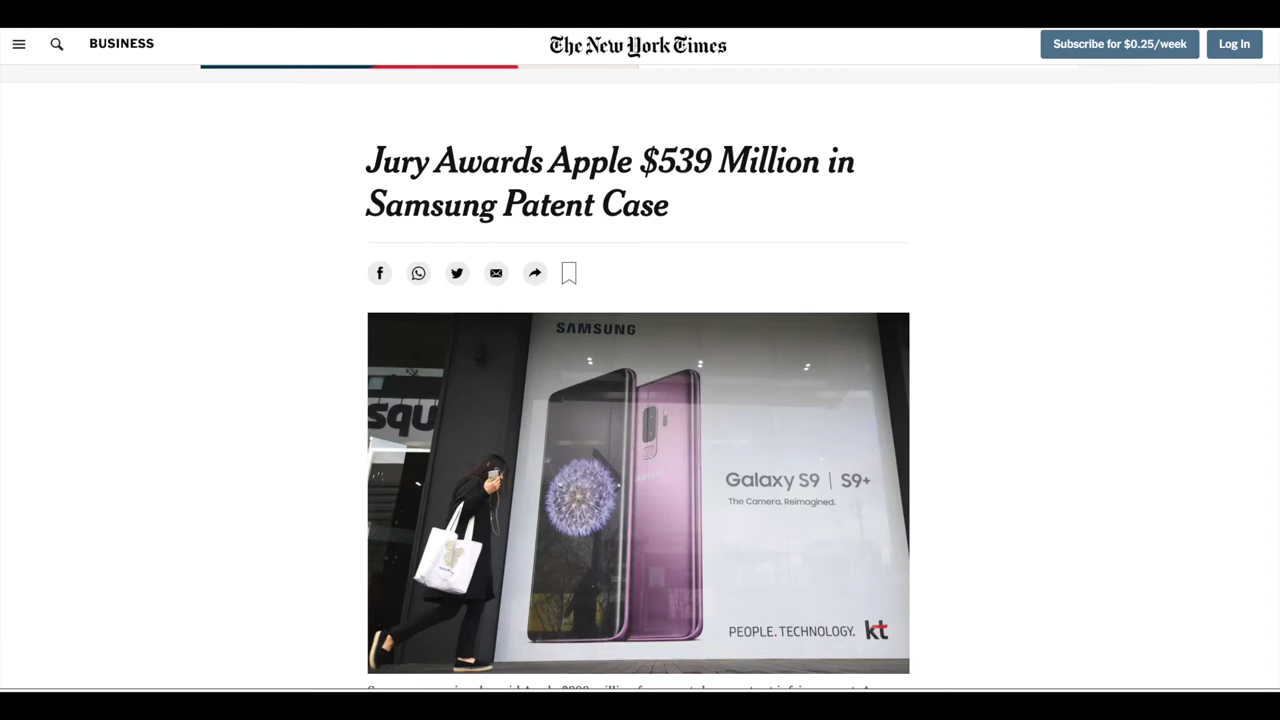 BUSINESS
The New York Times
Subscribe for $0.25/week
Log In
Jury Awards Apple $539 Million in
Samsung Patent Case
SAMSUNG
squ
Galaxy S9 | S9+
The Camera. Reimagined.
PEOPLE. TECHNOLOGY. kt